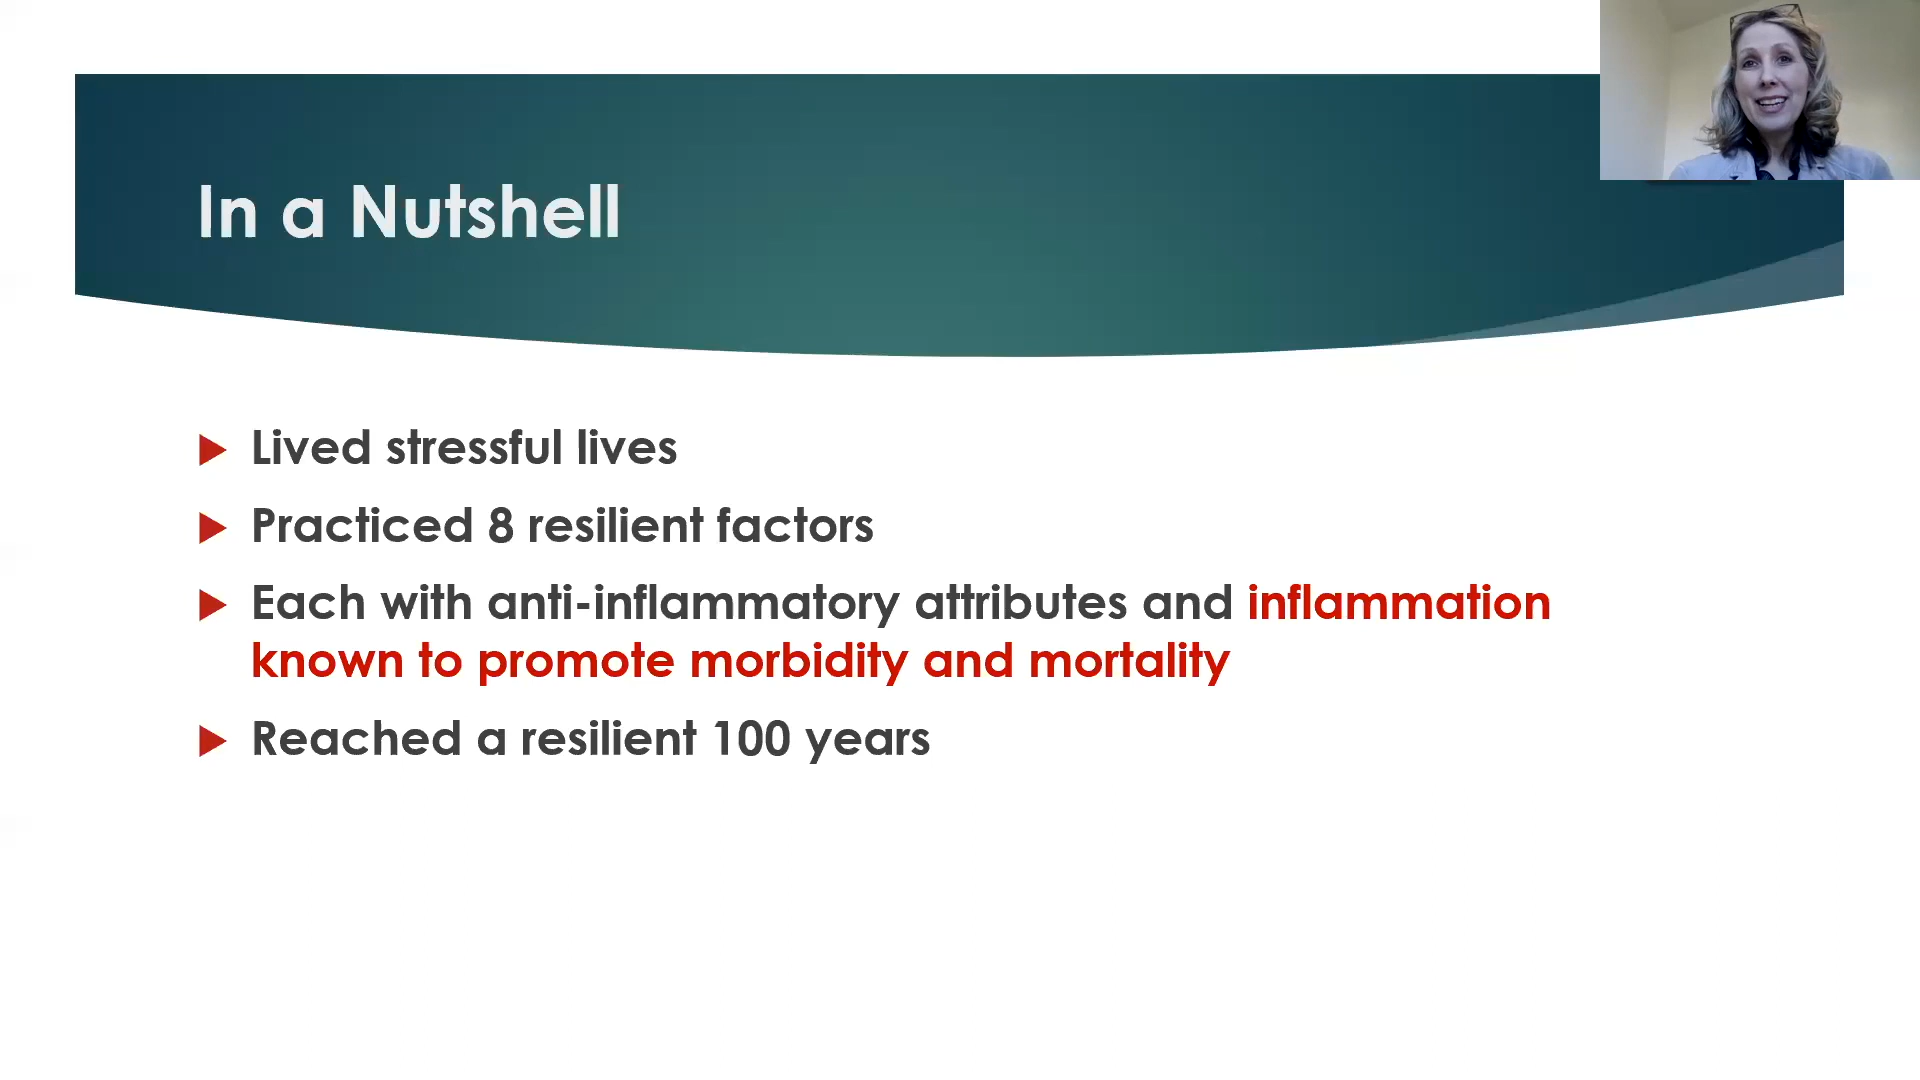 In a Nutshell
Lived stressful lives
Practiced 8 resilient factors
Each with anti-inflammatory attributes and inflammation
known to promote morbidity and mortality
Reached a resilient 100 years